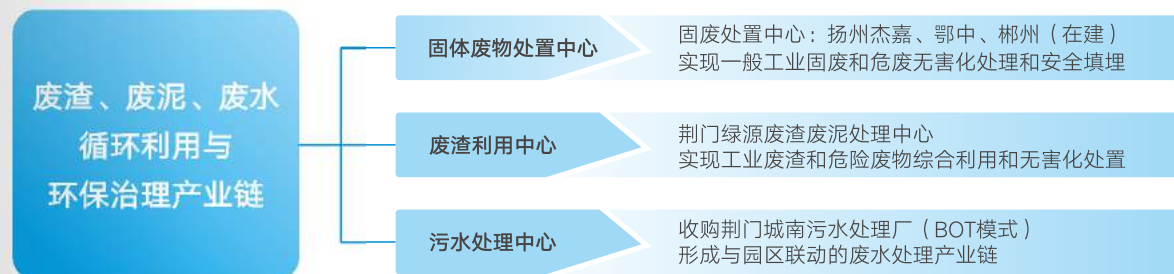 废渣、废泥、废水
循环利用与
环保治理产业链
固体废物处置中心
固废处置中心：扬州杰嘉、鄂中、郴州（在建）
实现一般工业固废和危废无害化处理和安全填埋
废渣利用中心
荆门绿源废渣废泥处理中心
实现工业废渣和危险废物综合利用和无害化处置
污水处理中心
收购荆门城南污水处理厂（BOT模式）
形成与园区联动的废水处理产业链